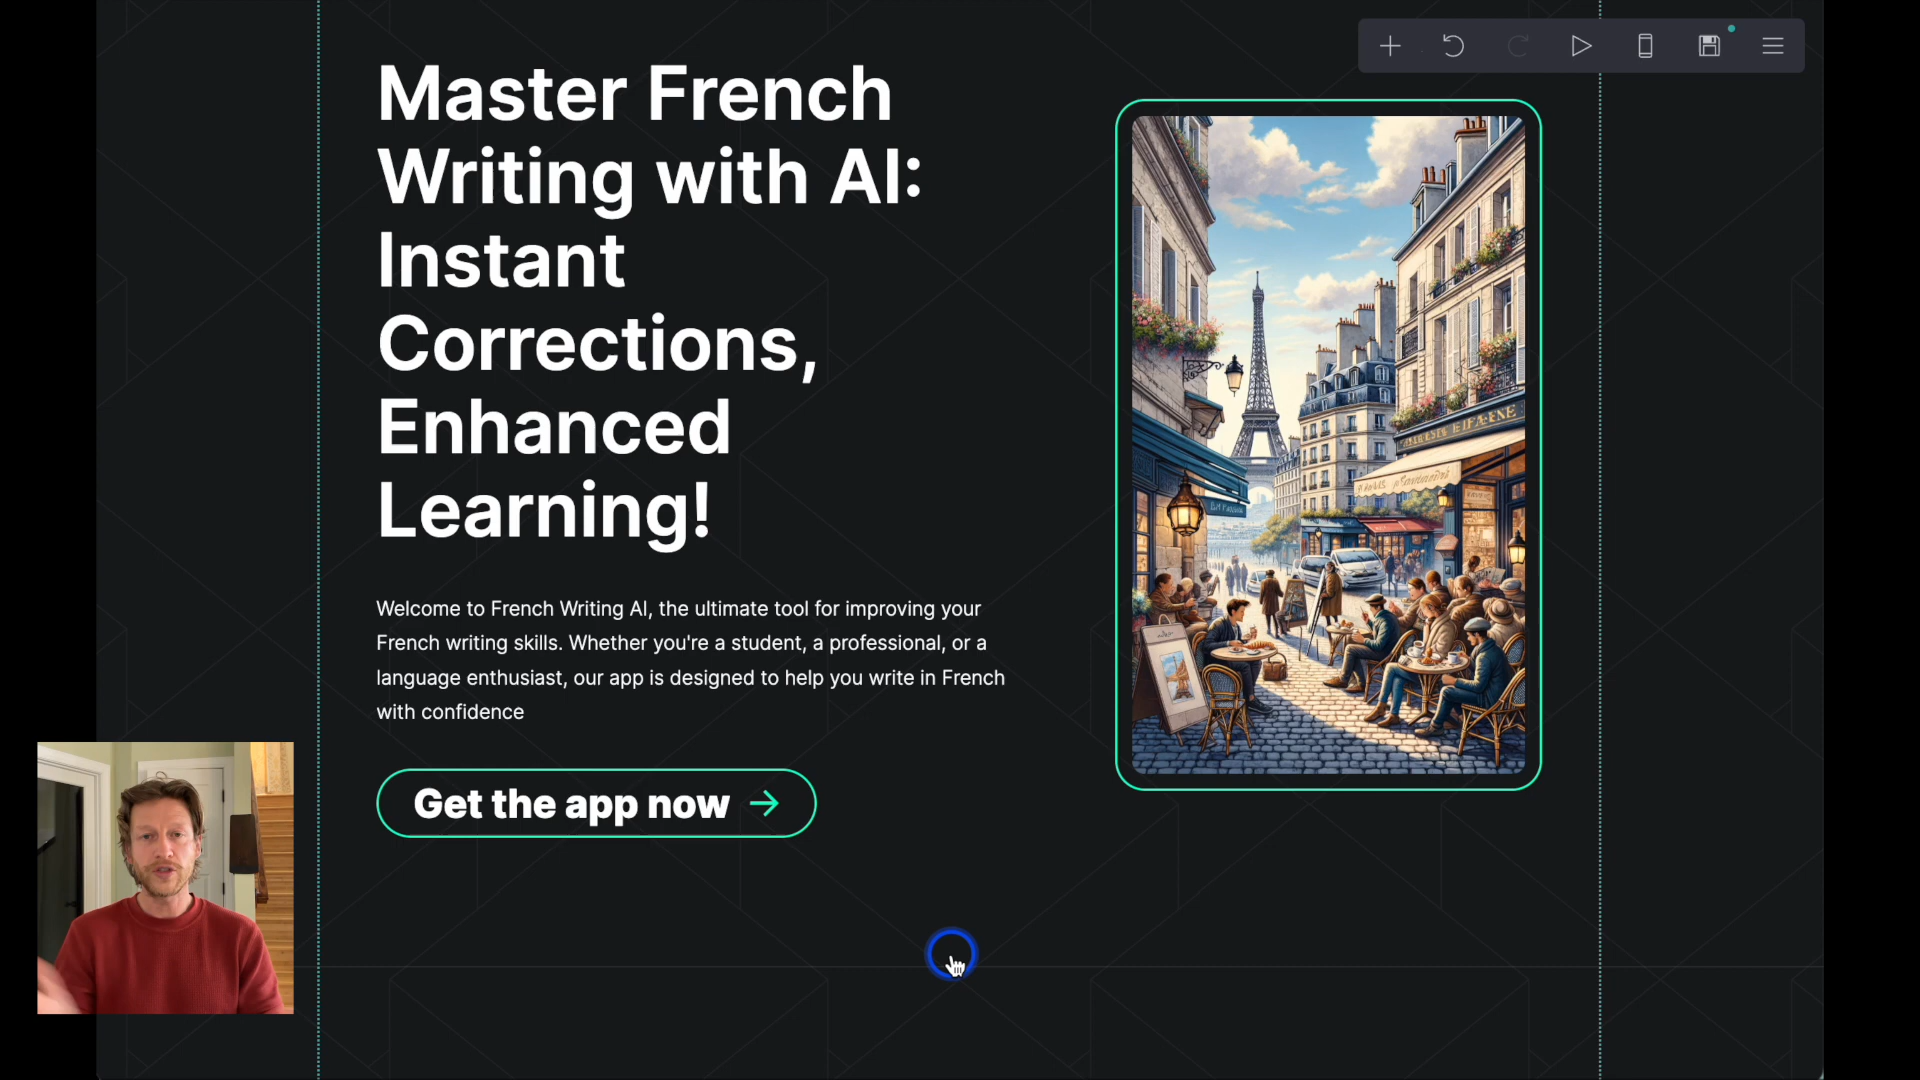 Master French
Writing with AI:
Instant
Corrections,
Enhanced
Learning!
Welcome to French Writing AI, the ultimate tool for improving your
French writing skills. Whether you're a student, a professional, or a
language enthusiast, our app is designed to help you write in French
with confidence
Get the app now